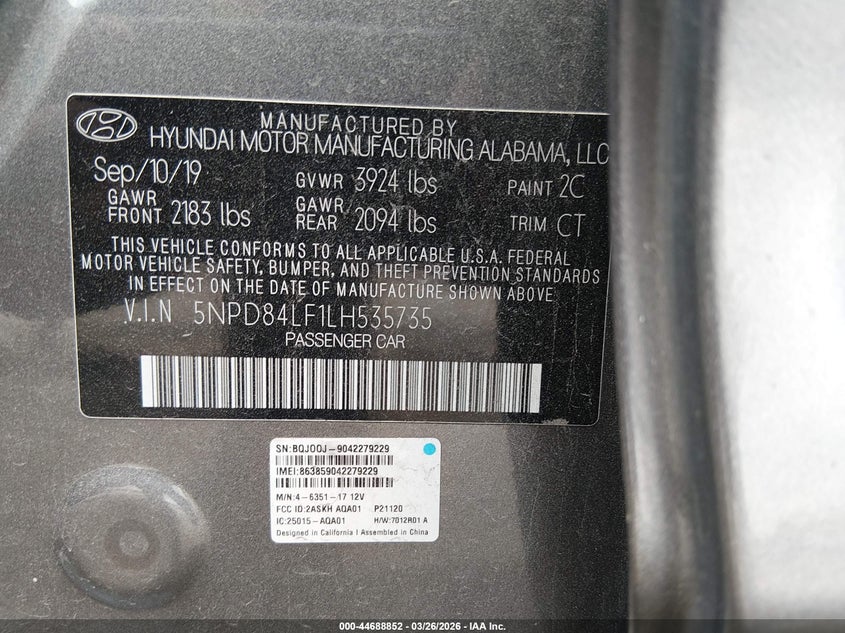 MANUFACTURED BY
HYUNDAI MOTOR MANUFACTURING ALABAMA, LLC
Sep/10/19 GVWR 3924 lbs PAINT 2C
GAWR FRONT 2183 lbs GAWR REAR 2094 lbs TRIM CT
THIS VEHICLE CONFORMS TO ALL APPLICABLE U.S.A. FEDERAL
MOTOR VEHICLE SAFETY, BUMPER, AND THEFT PREVENTION STANDARDS
IN EFFECT ON THE DATE OF MANUFACTURE SHOWN ABOVE.
V.I.N 5NPD84LF1LH535735
PASSENGER CAR
SN:BQJOOJ-9042279229
IMEI:863859042279229
M/N:4-6351-17 12V
FCC ID:2ASKH AQA01 P21120
IC:25015-AQA01 H/W:7012R01 A
Designed in California | Assembled in China
000-44688852 / 03/26/2026 - IAA Inc.